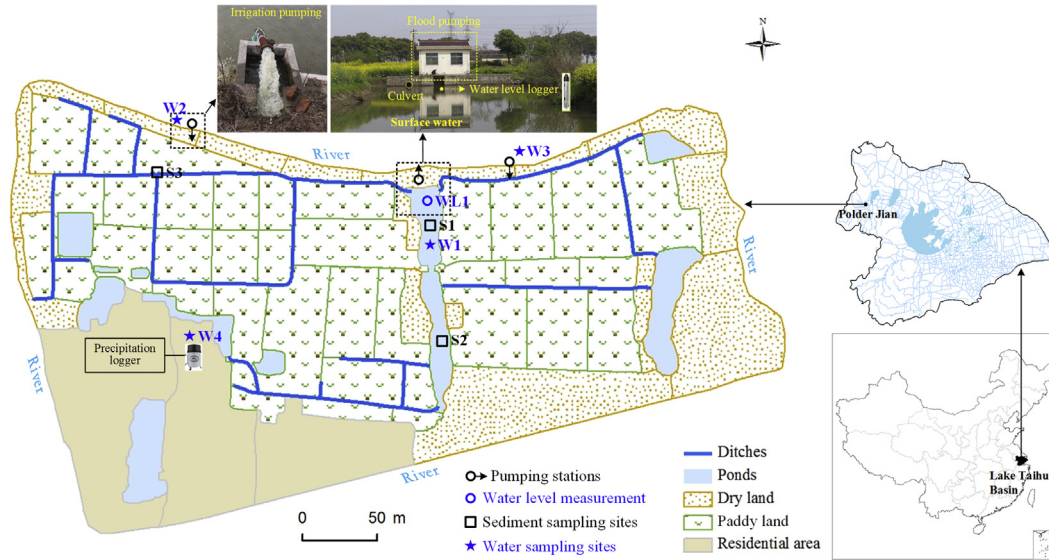 Irrigation pumping
Flood pumping
Culvert
Water level logger
Surface water
N
W2
River
W3
S3
WL1
S1
W1
River
Polder Jian
W4
Precipitation
logger
S2
River
River
Pumping stations
Water level measurement
Sediment sampling sites
Water sampling sites
0 50 m
Ditches
Ponds
Dry land
Paddy land
Residential area
Lake Taihu
Basin